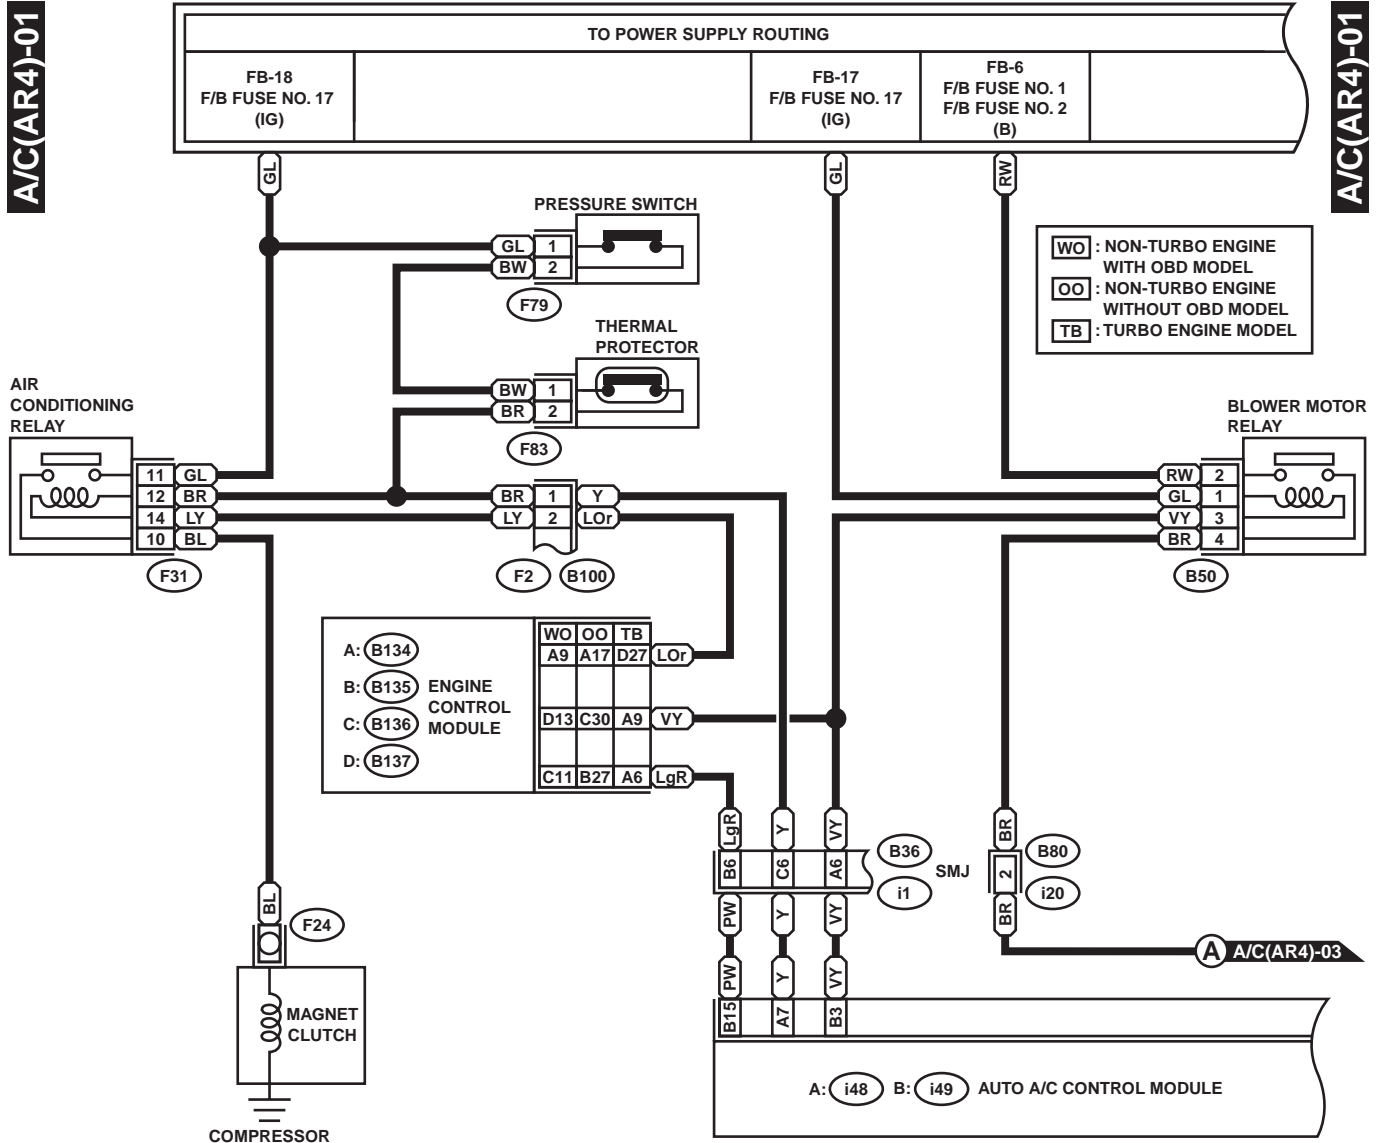 A/C(AR4)-01
A/C(AR4)-01
TO POWER SUPPLY ROUTING
FB-18
F/B FUSE NO. 17
(IG)
FB-17
F/B FUSE NO. 17
(IG)
FB-6
F/B FUSE NO. 1
F/B FUSE NO. 2
(B)
GL
GL
RW
PRESSURE SWITCH
GL 1
BW 2
F79
WO : NON-TURBO ENGINE
WITH OBD MODEL
OO : NON-TURBO ENGINE
WITHOUT OBD MODEL
TB : TURBO ENGINE MODEL
THERMAL
PROTECTOR
BW 1
BR 2
F83
AIR
CONDITIONING
RELAY
11 GL
12 BR
14 LY
10 BL
F31
BR 1 Y
LY 2 LOr
F2 B100
BLOWER MOTOR
RELAY
RW 2
GL 1
VY 3
BR 4
B50
A: B134
B: B135
C: B136
D: B137
ENGINE
CONTROL
MODULE
WO OO TB
A9 A17 D27 LOr
D13 C30 A9 VY
C11 B27 A6 LgR
LgR Y VY
B6 C6 A6
PW Y VY
B36
i1
SMJ
BR
2
BR
B80
i20
A A/C(AR4)-03
BL
F24
MAGNET
CLUTCH
COMPRESSOR
PW Y VY
B15 A7 B3
A: i48 B: i49 AUTO A/C CONTROL MODULE